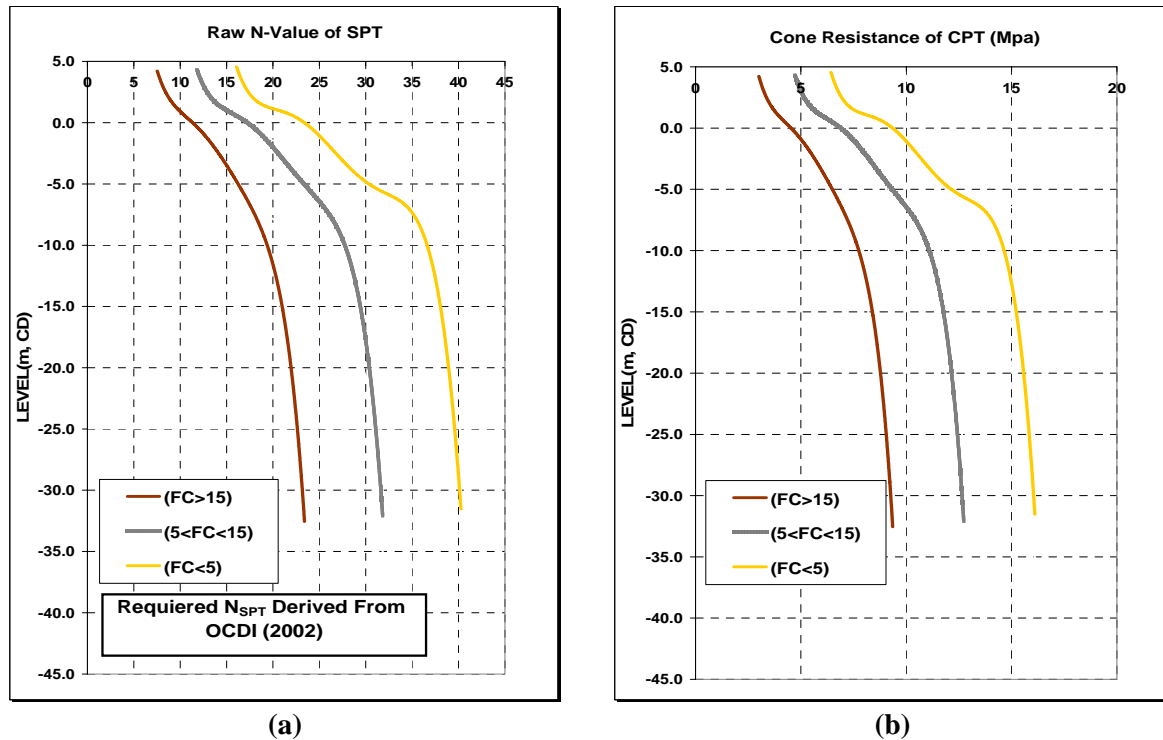 Raw N-Value of SPT
0 5 10 15 20 25 30 35 40 45
5.0
0.0
-5.0
-10.0
-15.0
-20.0
-25.0
-30.0
-35.0
-40.0
-45.0
LEVEL(m, CD)
(FC>15)
(5<FC<15)
(FC<5)
Requiered NSPT Derived From
OCDI (2002)
(a)
Cone Resistance of CPT (Mpa)
0 5 10 15 20
5.0
0.0
-5.0
-10.0
-15.0
-20.0
-25.0
-30.0
-35.0
-40.0
-45.0
LEVEL(m, CD)
(FC>15)
(5<FC<15)
(FC<5)
(b)